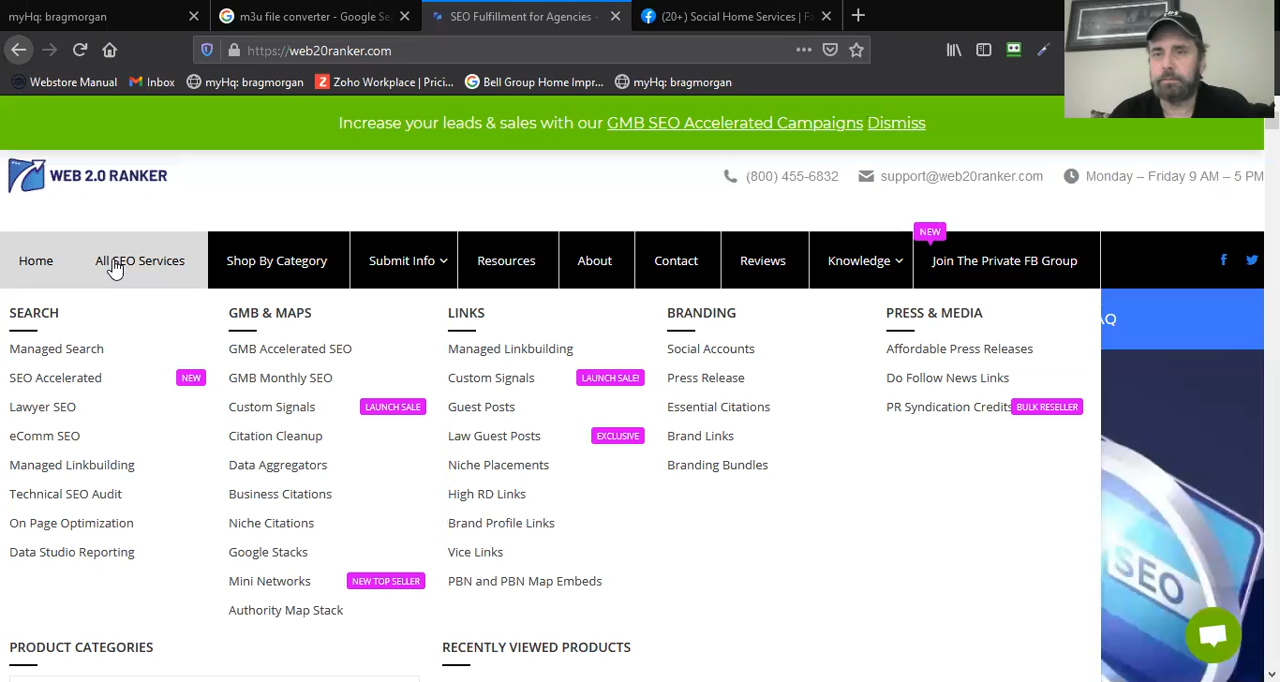 myHq: bragmorgan
m3u file converter - Google Se
SEO Fulfillment for Agencies -
(20+) Social Home Services | Fa
https://web20ranker.com
Webstore Manual
Inbox
myHq: bragmorgan
Zoho Workplace | Prici...
Bell Group Home Impr...
myHq: bragmorgan
Increase your leads & sales with our GMB SEO Accelerated Campaigns Dismiss
WEB 2.0 RANKER
(800) 455-6832
support@web20ranker.com
Monday – Friday 9 AM – 5 PM
NEW
Home
All SEO Services
Shop By Category
Submit Info
Resources
About
Contact
Reviews
Knowledge
Join The Private FB Group
SEARCH
Managed Search
SEO Accelerated NEW
Lawyer SEO
eComm SEO
Managed Linkbuilding
Technical SEO Audit
On Page Optimization
Data Studio Reporting
GMB & MAPS
GMB Accelerated SEO
GMB Monthly SEO
Custom Signals LAUNCH SALE
Citation Cleanup
Data Aggregators
Business Citations
Niche Citations
Google Stacks
Mini Networks NEW TOP SELLER
Authority Map Stack
LINKS
Managed Linkbuilding
Custom Signals LAUNCH SALE!
Guest Posts
Law Guest Posts EXCLUSIVE
Niche Placements
High RD Links
Brand Profile Links
Vice Links
PBN and PBN Map Embeds
BRANDING
Social Accounts
Press Release
Essential Citations
Brand Links
Branding Bundles
PRESS & MEDIA
Affordable Press Releases
Do Follow News Links
PR Syndication Credits BULK RESELLER
AQ
SEO
PRODUCT CATEGORIES
RECENTLY VIEWED PRODUCTS